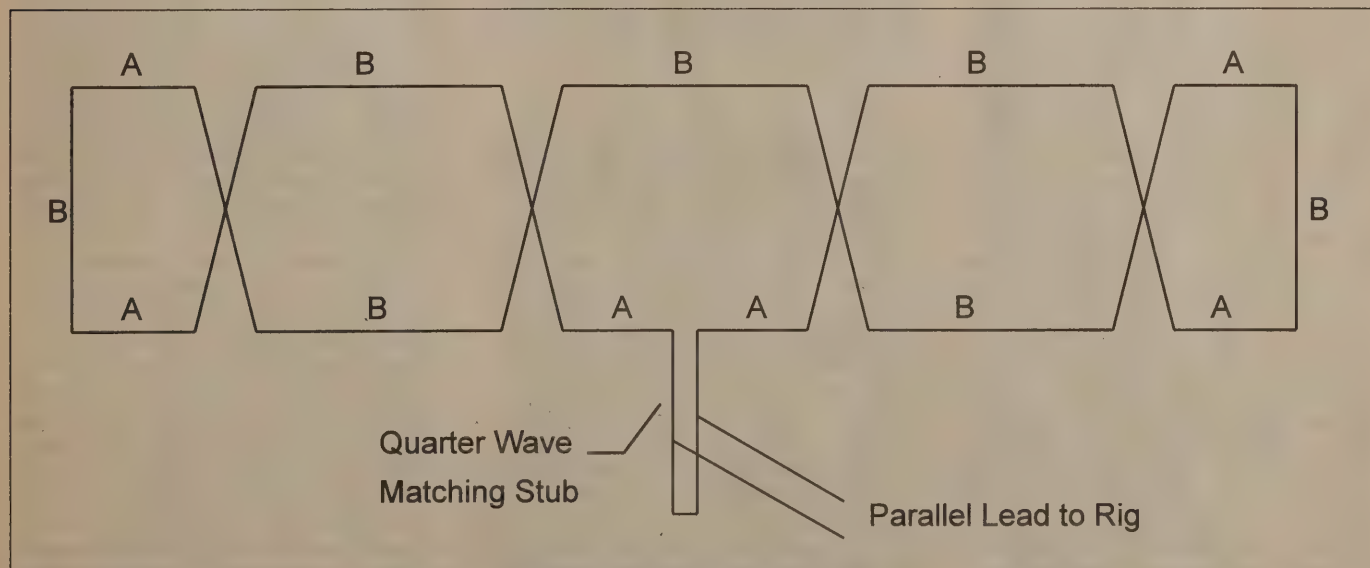 A B B B A
B B
A B A A B A
Quarter Wave
Matching Stub
Parallel Lead to Rig